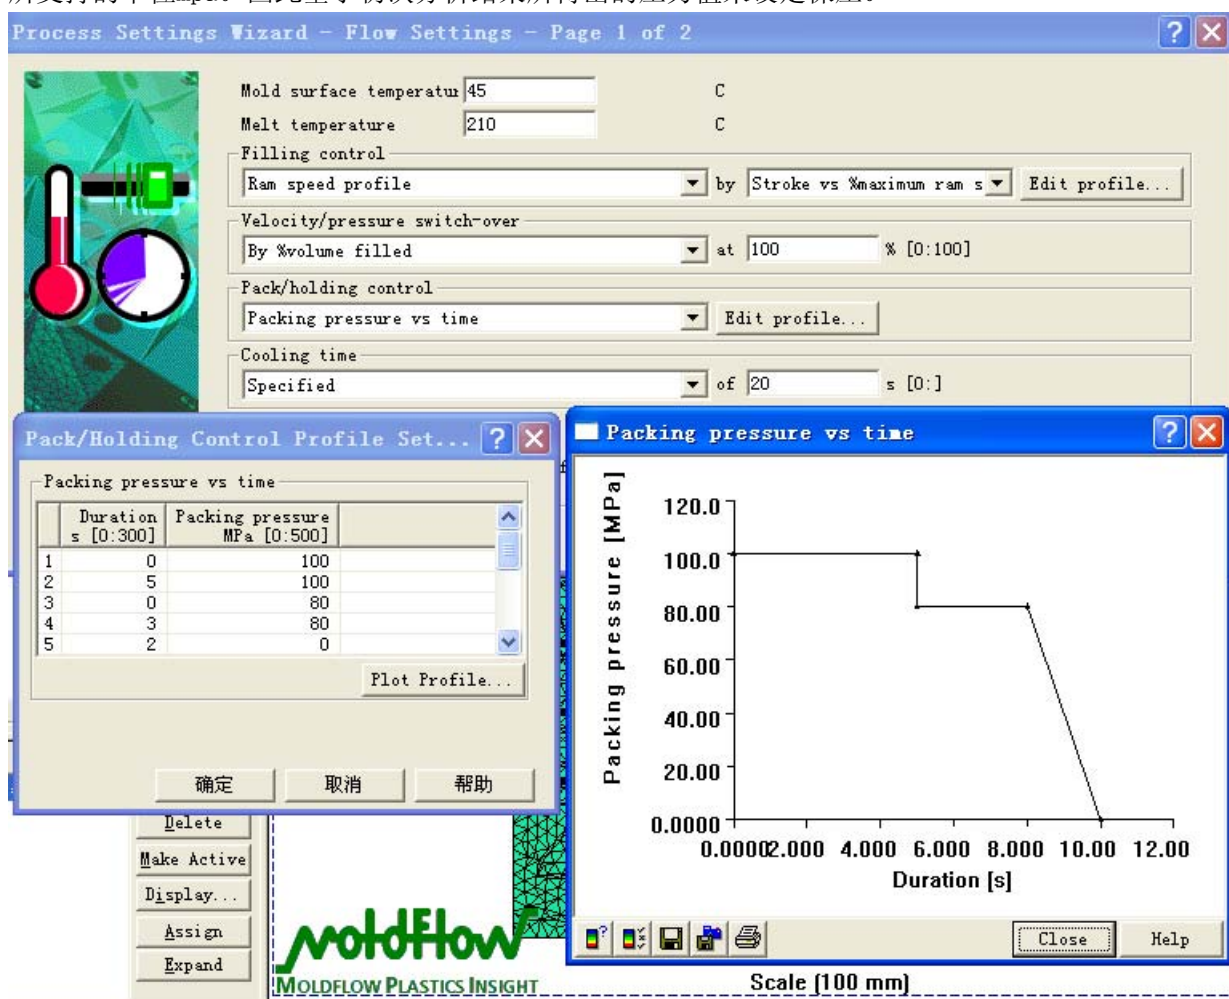 Process Settings Wizard - Flow Settings - Page 1 of 2
Mold surface temperatur 45 C
Melt temperature 210 C
Filling control
Ram speed profile by Stroke vs %maximum ram s Edit profile...
Velocity/pressure switch-over
By %volume filled at 100 % [0:100]
Pack/holding control
Packing pressure vs time Edit profile...
Cooling time
Specified of 20 s [0:]
Pack/Holding Control Profile Set...
Packing pressure vs time
Duration Packing pressure
s [0:300] MPa [0:500]
1 0 100
2 5 100
3 0 80
4 3 80
5 2 0
Plot Profile...
确定 取消 帮助
Packing pressure vs time
Packing pressure [MPa]
120.0
100.0
80.00
60.00
40.00
20.00
0.0000
0.0000 2.000 4.000 6.000 8.000 10.00 12.00
Duration [s]
Close Help
Delete
Make Active
Display...
Assign
Expand
moldflow
MOLDFLOW PLASTICS INSIGHT
Scale (100 mm)